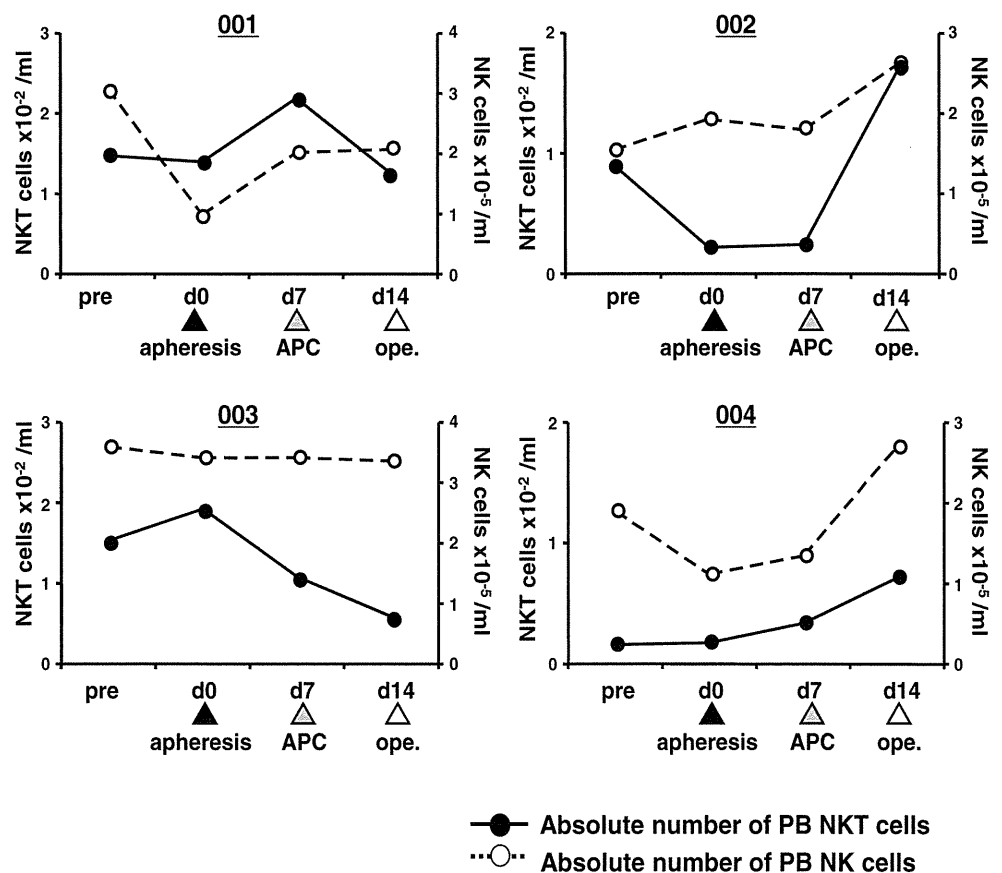 001
3
2
1
0
NKT cells x10-2 /ml
4
3
2
1
0
NK cells x10-5 /ml
pre d0 d7 d14
apheresis APC ope.
002
2
1
0
NKT cells x10-2 /ml
3
2
1
0
NK cells x10-5 /ml
pre d0 d7 d14
apheresis APC ope.
003
3
2
1
0
NKT cells x10-2 /ml
4
3
2
1
0
NK cells x10-5 /ml
pre d0 d7 d14
apheresis APC ope.
004
2
1
0
NKT cells x10-2 /ml
3
2
1
0
NK cells x10-5 /ml
pre d0 d7 d14
apheresis APC ope.
Absolute number of PB NKT cells
Absolute number of PB NK cells